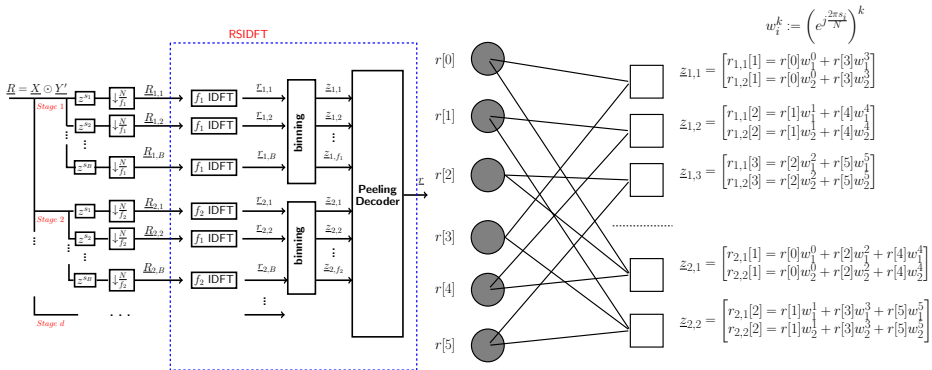 RSIDFT
R = X ⊙ Y′
Stage 1
z^{s_1} ↓N/f_1 R_{1,1} f_1 IDFT r_{1,1} z_{1,1}
z^{s_2} ↓N/f_1 R_{1,2} f_1 IDFT r_{1,2} z_{1,2}
⋮
z^{s_B} ↓N/f_1 R_{1,B} f_1 IDFT r_{1,B} z_{1,f_1}
binning
Stage 2
z^{s_1} ↓N/f_2 R_{2,1} f_2 IDFT r_{2,1} z_{2,1}
z^{s_2} ↓N/f_2 R_{2,2} f_1 IDFT r_{2,2} z_{2,2}
⋮
z^{s_B} ↓N/f_2 R_{2,B} f_2 IDFT r_{2,B} z_{2,f_2}
binning
Stage d
· · ·
⋮
Peeling
Decoder
r
r[0]
r[1]
r[2]
r[3]
r[4]
r[5]
w_i^k := (e^{j 2πs_i/N})^k
z_{1,1} = [r_{1,1}[1] = r[0]w_1^0 + r[3]w_1^3
r_{1,2}[1] = r[0]w_2^0 + r[3]w_2^3]
z_{1,2} = [r_{1,1}[2] = r[1]w_1^1 + r[4]w_1^4
r_{1,2}[2] = r[1]w_2^1 + r[4]w_2^4]
z_{1,3} = [r_{1,1}[3] = r[2]w_1^2 + r[5]w_1^5
r_{1,2}[3] = r[2]w_2^2 + r[5]w_2^5]
z_{2,1} = [r_{2,1}[1] = r[0]w_1^0 + r[2]w_1^2 + r[4]w_1^4
r_{2,2}[1] = r[0]w_2^0 + r[2]w_2^2 + r[4]w_2^4]
z_{2,2} = [r_{2,1}[2] = r[1]w_1^1 + r[3]w_1^3 + r[5]w_1^5
r_{2,2}[2] = r[1]w_2^1 + r[3]w_2^3 + r[5]w_2^5]